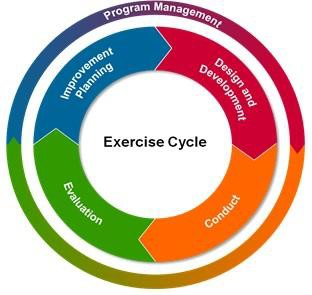 Program Management
Improvement
Planning
Design and
Development
Exercise Cycle
Evaluation
Conduct